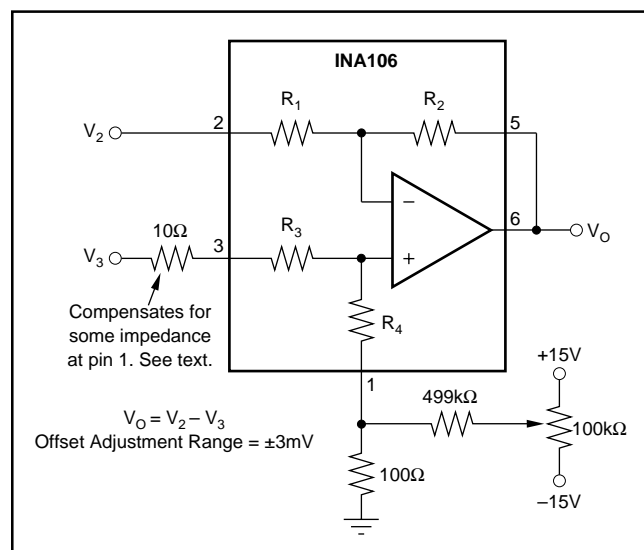 INA106
R1
R2
V2
2
5
10Ω
R3
6
VO
V3
3
−
+
Compensates for
some impedance
at pin 1. See text.
R4
1
499kΩ
+15V
VO = V2 – V3
Offset Adjustment Range = ±3mV
100kΩ
100Ω
–15V